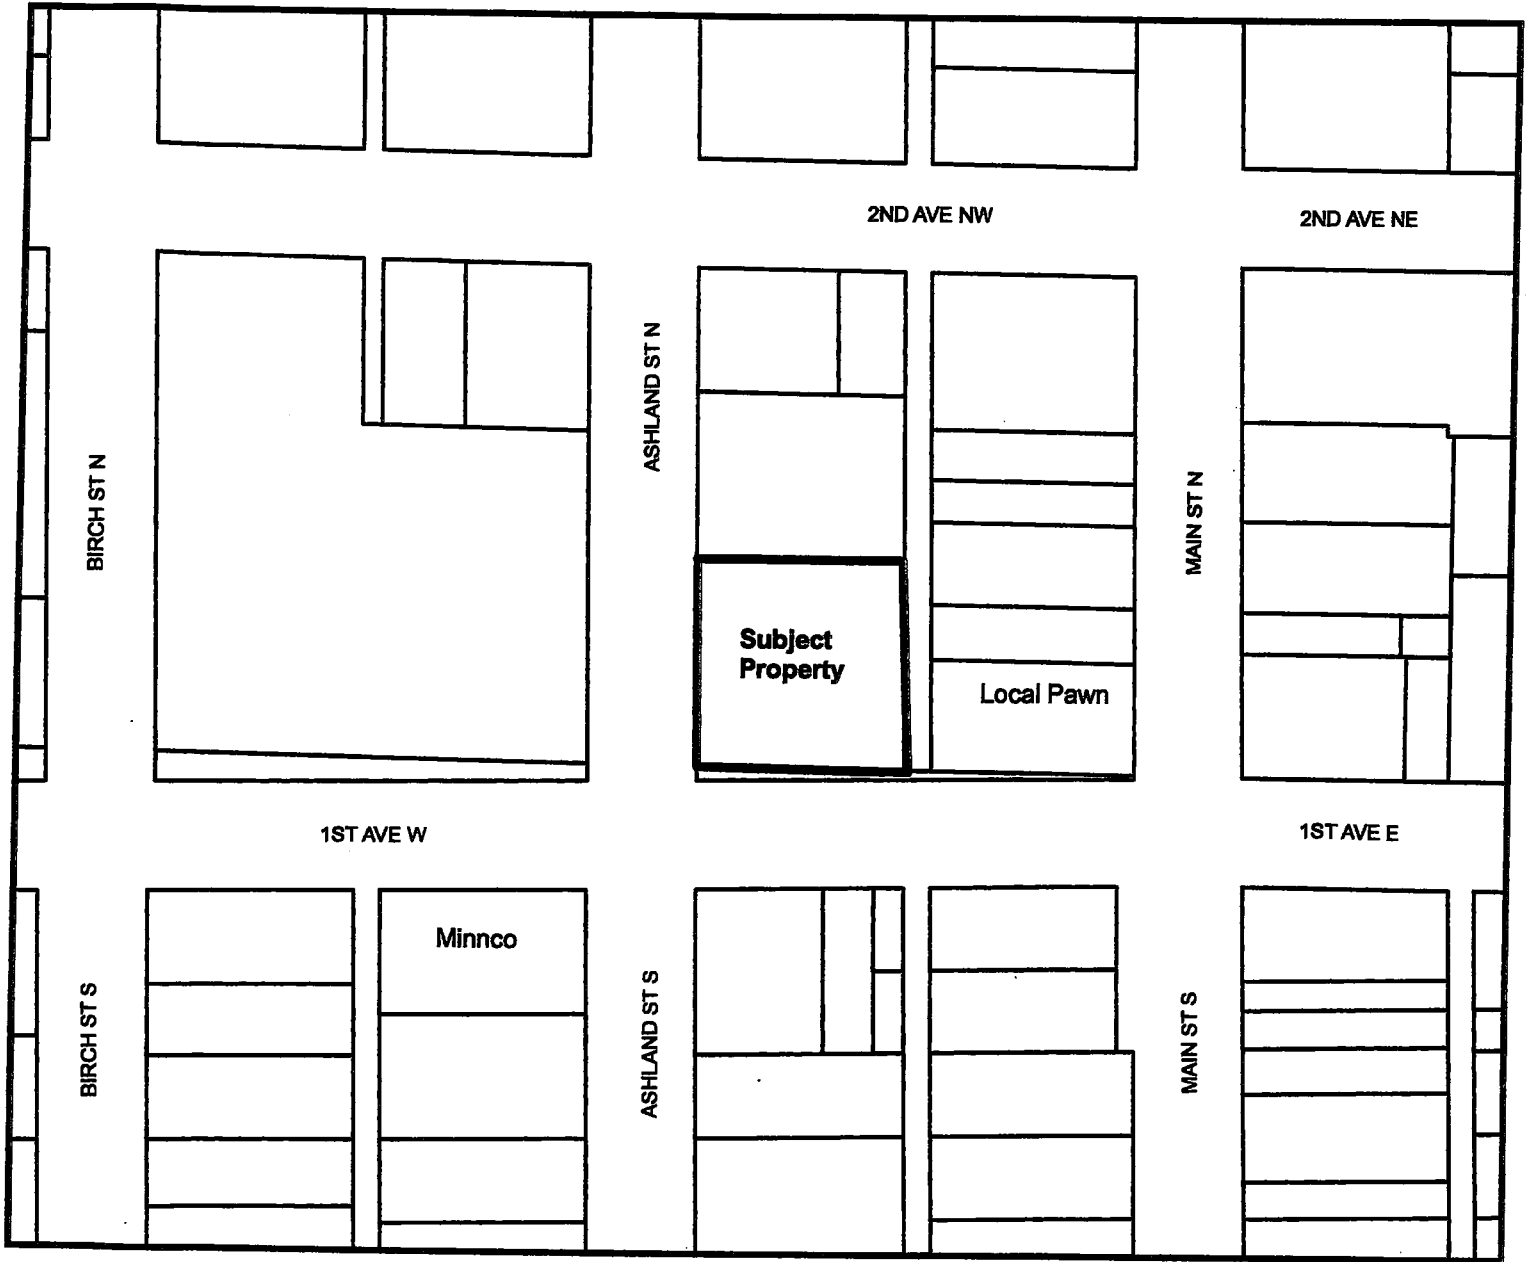 2ND AVE NW
2ND AVE NE
ASHLAND ST N
BIRCH ST N
MAIN ST N
Subject
Property
Local Pawn
1ST AVE W
1ST AVE E
Minnco
BIRCH ST S
ASHLAND ST S
MAIN ST S